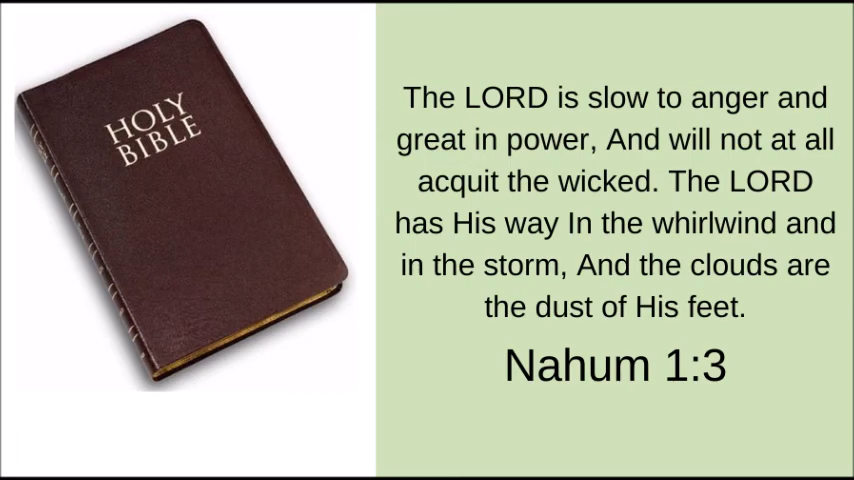 HOLY
BIBLE
The LORD is slow to anger and
great in power, And will not at all
acquit the wicked. The LORD
has His way In the whirlwind and
in the storm, And the clouds are
the dust of His feet.
Nahum 1:3